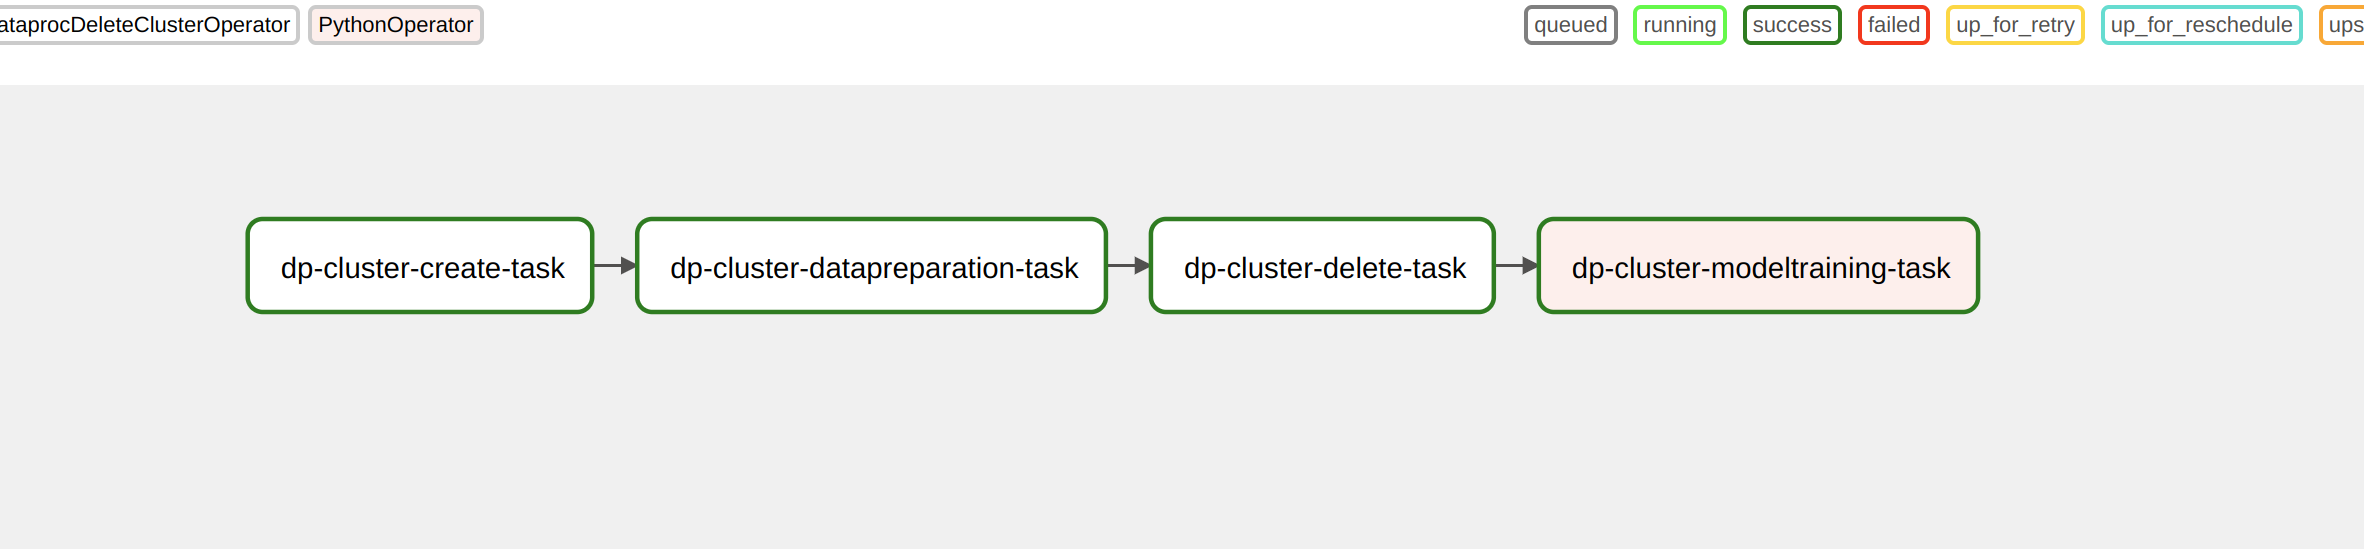 ataprocDeleteClusterOperator PythonOperator queued running success failed up_for_retry up_for_reschedule ups
dp-cluster-create-task dp-cluster-datapreparation-task dp-cluster-delete-task dp-cluster-modeltraining-task